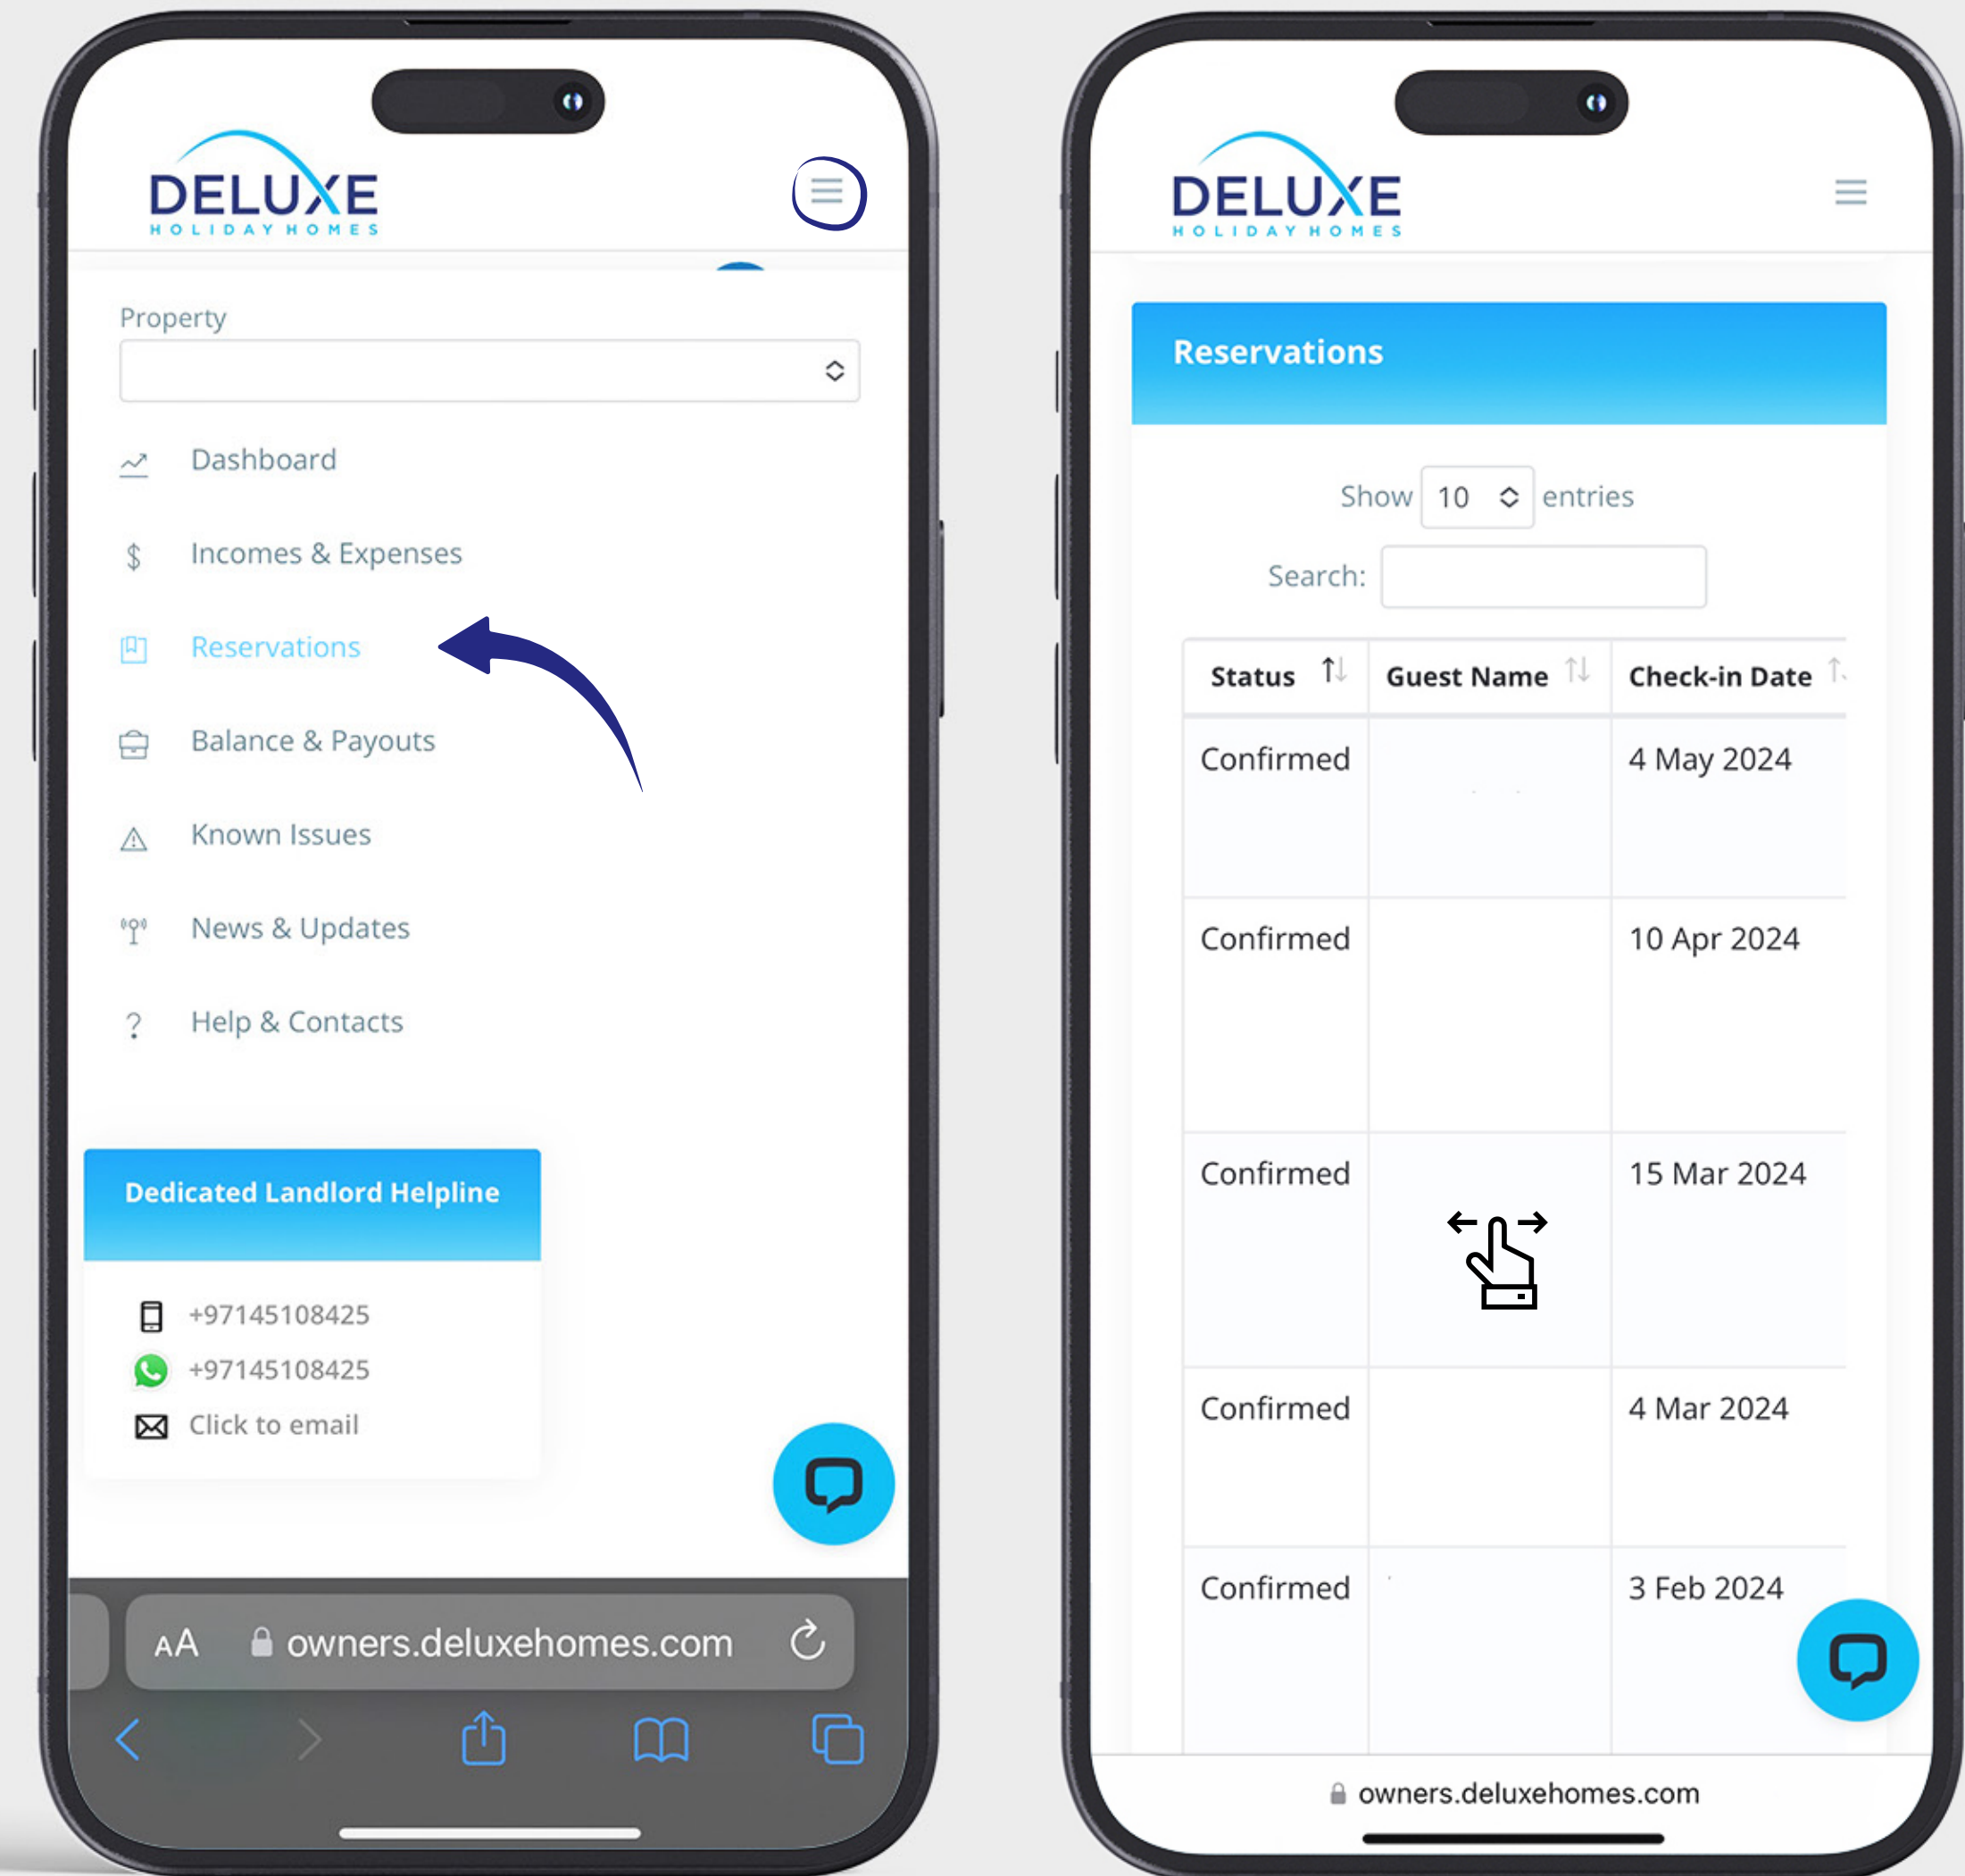 DELUXE
HOLIDAY HOMES
Property
Dashboard
$ Incomes & Expenses
Reservations
Balance & Payouts
Known Issues
News & Updates
? Help & Contacts
Dedicated Landlord Helpline
+97145108425
+97145108425
Click to email
AA owners.deluxehomes.com
DELUXE
HOLIDAY HOMES
Reservations
Show 10 entries
Search:
Status Guest Name Check-in Date
Confirmed 4 May 2024
Confirmed 10 Apr 2024
Confirmed 15 Mar 2024
Confirmed 4 Mar 2024
Confirmed 3 Feb 2024
owners.deluxehomes.com